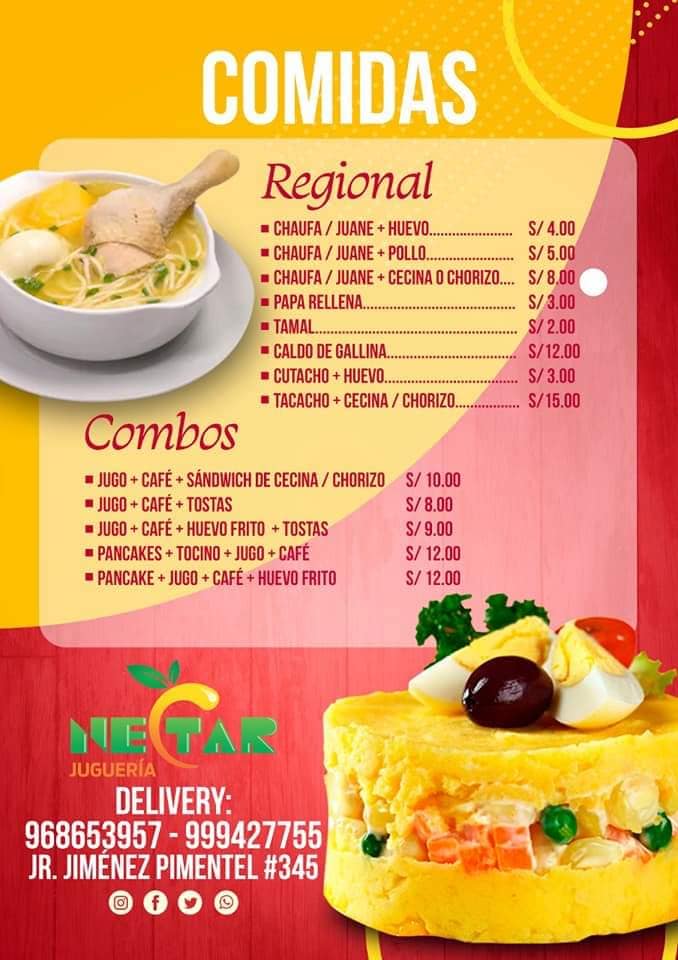 COMIDAS
Regional
CHAUFA / JUANE + HUEVO...................... S/ 4.00
CHAUFA / JUANE + POLLO....................... S/ 5.00
CHAUFA / JUANE + CECINA O CHORIZO.... S/ 8.00
PAPA RELLENA........................................ S/ 3.00
TAMAL..................................................... S/ 2.00
CALDO DE GALLINA.................................. S/12.00
CUTACHO + HUEVO................................... S/ 3.00
TACACHO + CECINA / CHORIZO................. S/15.00
Combos
JUGO + CAFÉ + SÁNDWICH DE CECINA / CHORIZO S/ 10.00
JUGO + CAFÉ + TOSTAS S/ 8.00
JUGO + CAFÉ + HUEVO FRITO + TOSTAS S/ 9.00
PANCAKES + TOCINO + JUGO + CAFÉ S/ 12.00
PANCAKE + JUGO + CAFÉ + HUEVO FRITO S/ 12.00
NECTAR
JUGUERÍA
DELIVERY:
968653957 - 999427755
JR. JIMÉNEZ PIMENTEL #345